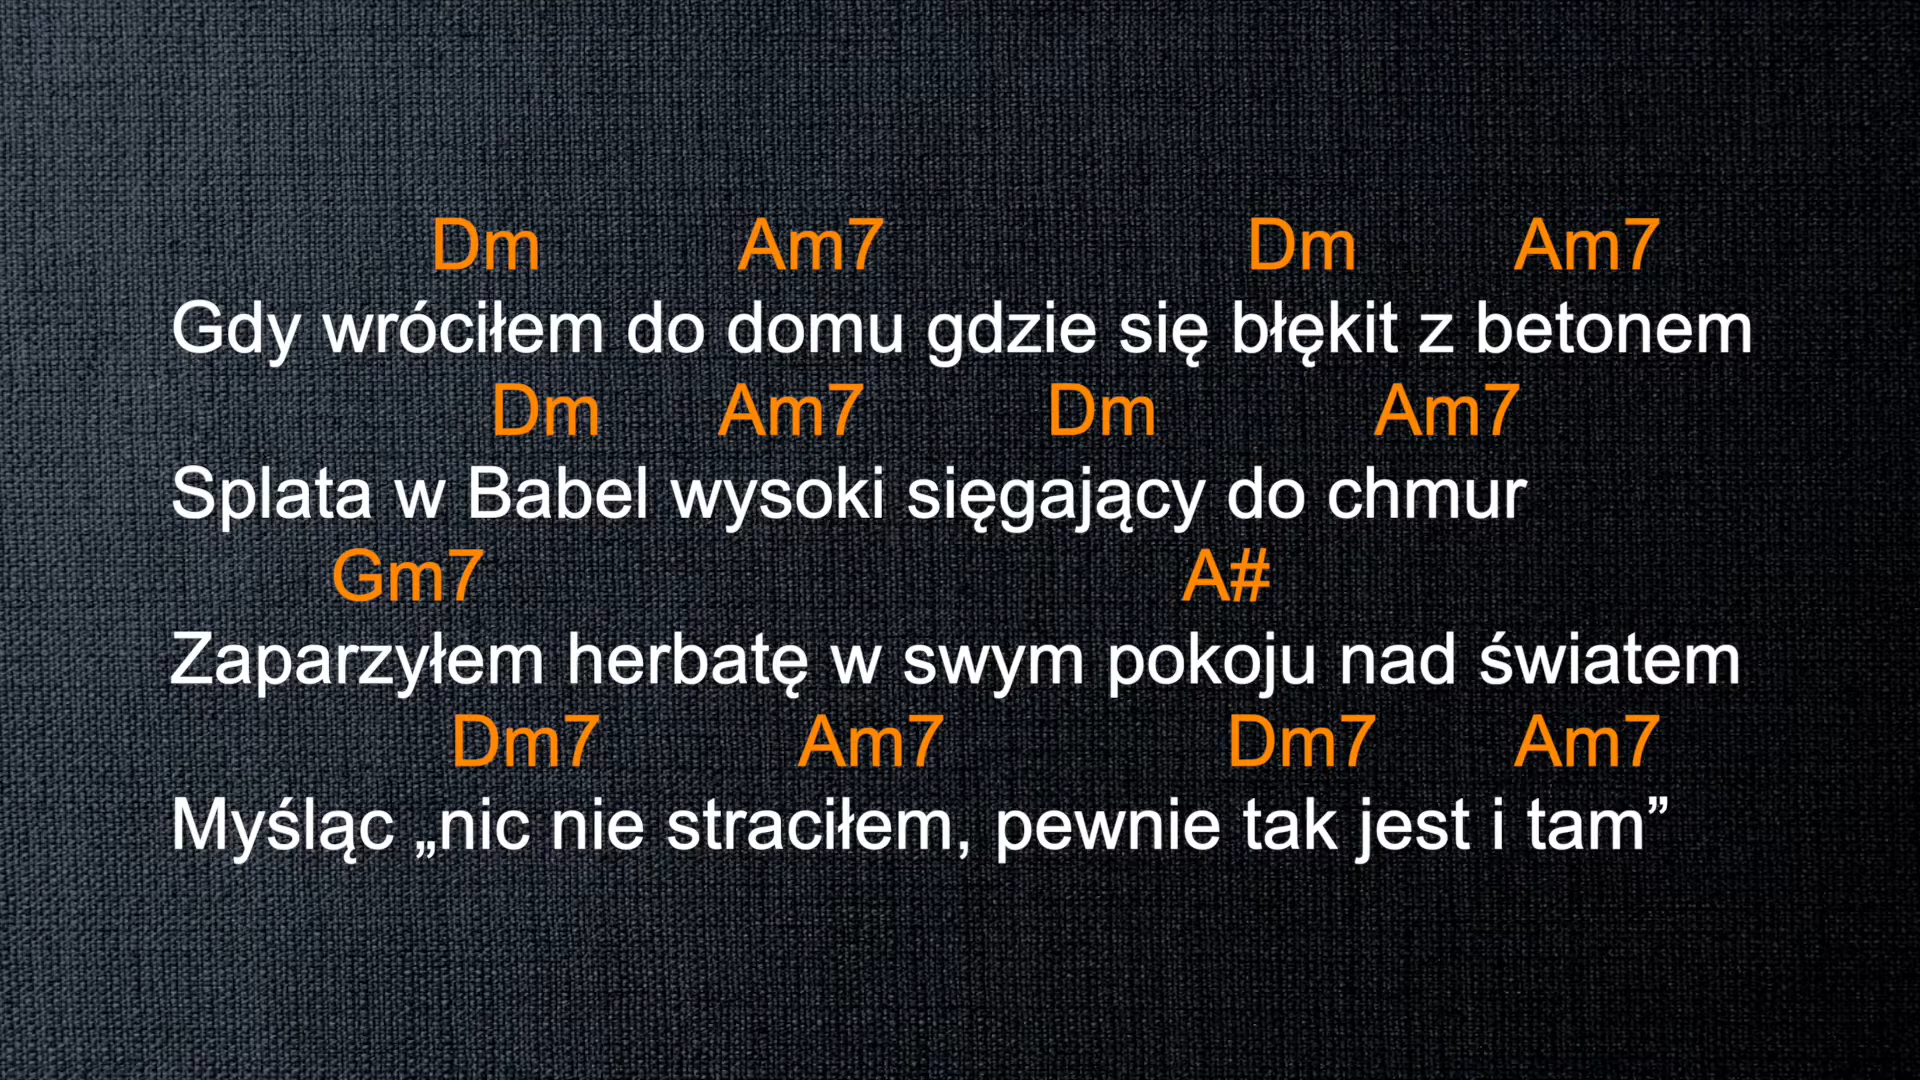 Dm Am7 Dm Am7
Gdy wróciłem do domu gdzie się błękit z betonem
Dm Am7 Dm Am7
Splata w Babel wysoki sięgający do chmur
Gm7 A#
Zaparzyłem herbatę w swym pokoju nad światem
Dm7 Am7 Dm7 Am7
Myśląc „nic nie straciłem, pewnie tak jest i tam”